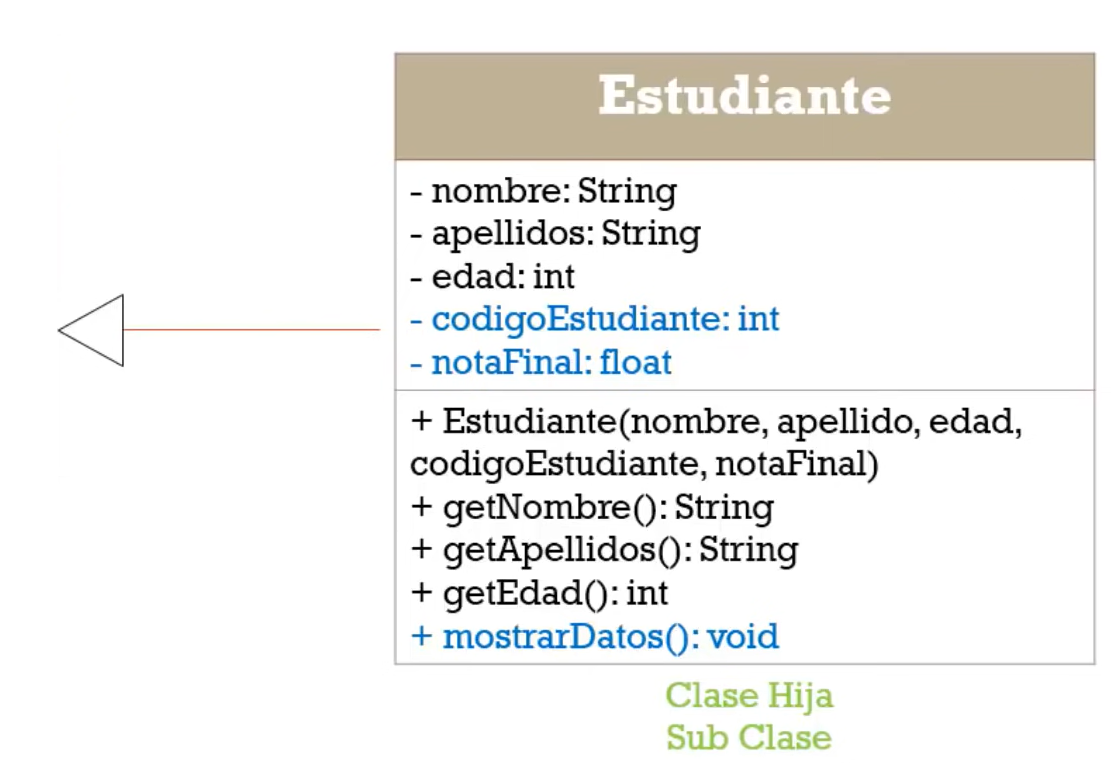 Estudiante
- nombre: String
- apellidos: String
- edad: int
- codigoEstudiante: int
- notaFinal: float
+ Estudiante(nombre, apellido, edad,
codigoEstudiante, notaFinal)
+ getNombre(): String
+ getApellidos(): String
+ getEdad(): int
+ mostrarDatos(): void
Clase Hija
Sub Clase